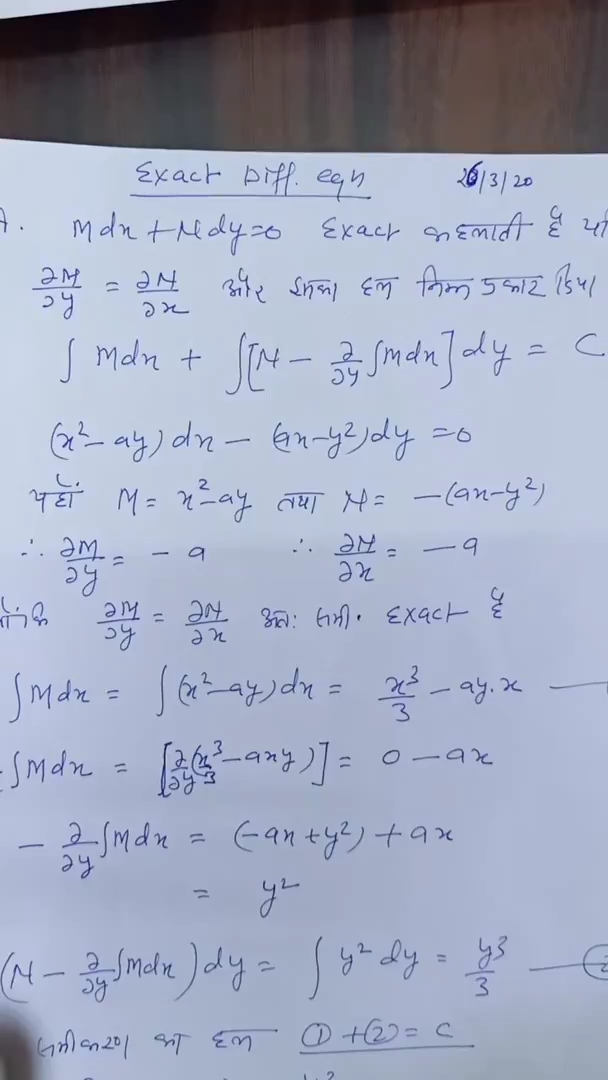 Exact Diff. eqn 26/3/20
Mdx + Ndy = 0 Exact कहलाती है
∂M/∂y = ∂N/∂x और इसका हल निम्न प्रकार
∫ Mdx + ∫[N - ∂/∂y ∫Mdx] dy = C
(x² - ay) dx - (ax - y²) dy = 0
यहाँ M = x² - ay तथा N = -(ax - y²)
∴ ∂M/∂y = - a ∴ ∂N/∂x = - a
∂M/∂y = ∂N/∂x अतः समी. Exact है
∫ Mdx = ∫ (x² - ay) dx = x³/3 - ay.x
∫ Mdx = [∂/∂y (x³/3 - axy)] = 0 - ax
- ∂/∂y ∫Mdx = (-ax + y²) + ax
= y²
(N - ∂/∂y ∫Mdx) dy = ∫ y² dy = y³/3 — ②
समीकरण का हल ① + ② = C